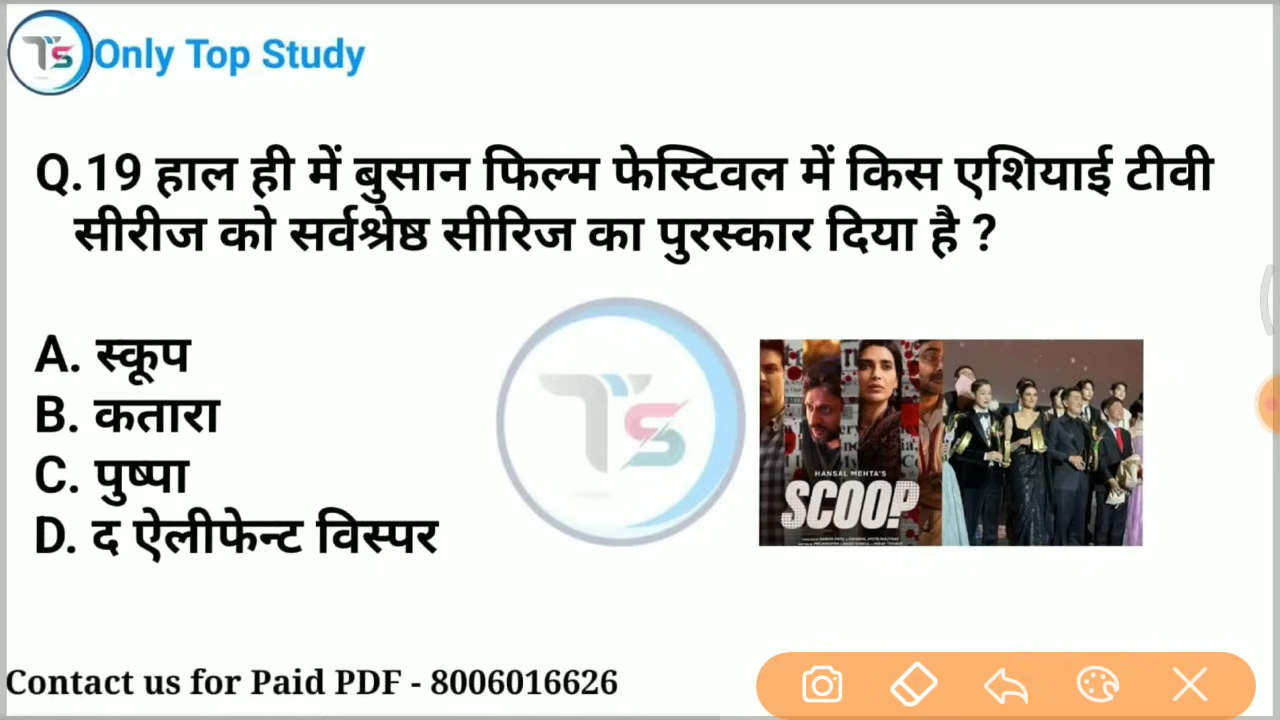 Only Top Study
Q.19 हाल ही में बुसान फिल्म फेस्टिवल में किस एशियाई टीवी
सीरीज को सर्वश्रेष्ठ सीरिज का पुरस्कार दिया है ?
A. स्कूप
B. कतारा
C. पुष्पा
D. द ऐलीफेन्ट विस्पर
TS
HANSAL MEHTA'S
SCOOP
Contact us for Paid PDF - 8006016626